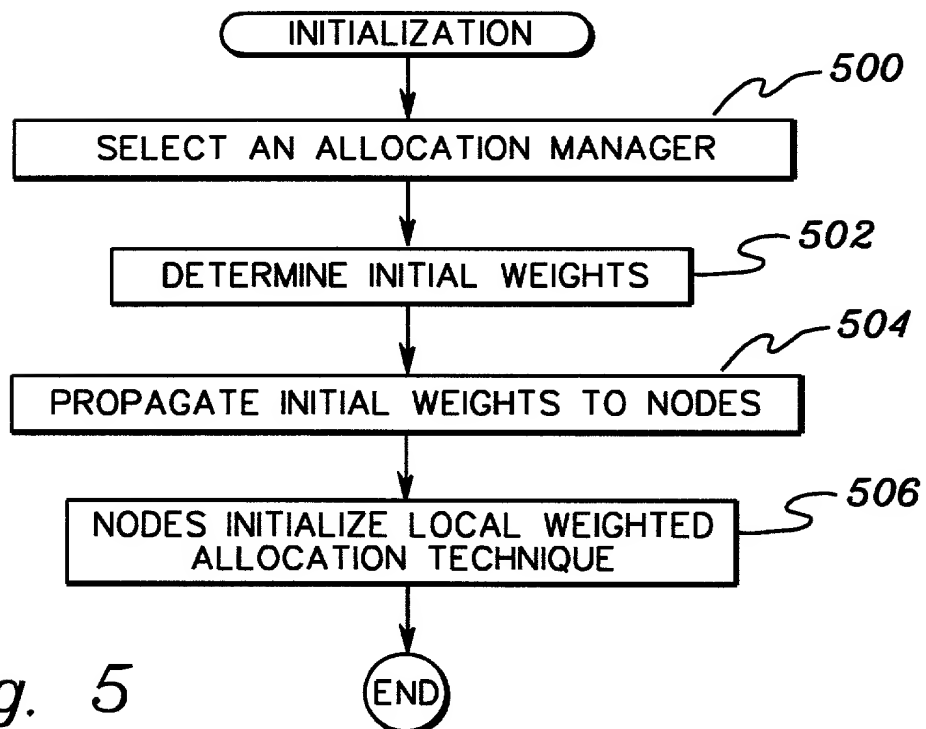 INITIALIZATION
500
SELECT AN ALLOCATION MANAGER
502
DETERMINE INITIAL WEIGHTS
504
PROPAGATE INITIAL WEIGHTS TO NODES
506
NODES INITIALIZE LOCAL WEIGHTED
ALLOCATION TECHNIQUE
END
g. 5